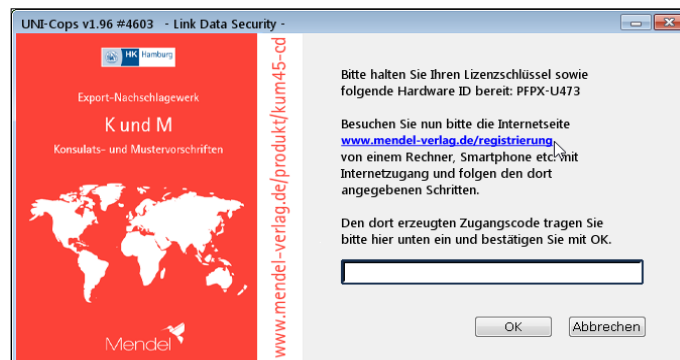 UNI-Cops v1.96 #4603   - Link Data Security -
HK Hamburg
Export-Nachschlagewerk
K und M
Konsulats- und Mustervorschriften
Mendel
www.mendel-verlag.de/produkt/kum45-cd
Bitte halten Sie Ihren Lizenzschlüssel sowie
folgende Hardware ID bereit: PFPX-U473
Besuchen Sie nun bitte die Internetseite
www.mendel-verlag.de/registrierung
von einem Rechner, Smartphone etc. mit
Internetzugang und folgen den dort
angegebenen Schritten.
Den dort erzeugten Zugangscode tragen Sie
bitte hier unten ein und bestätigen Sie mit OK.
OK
Abbrechen